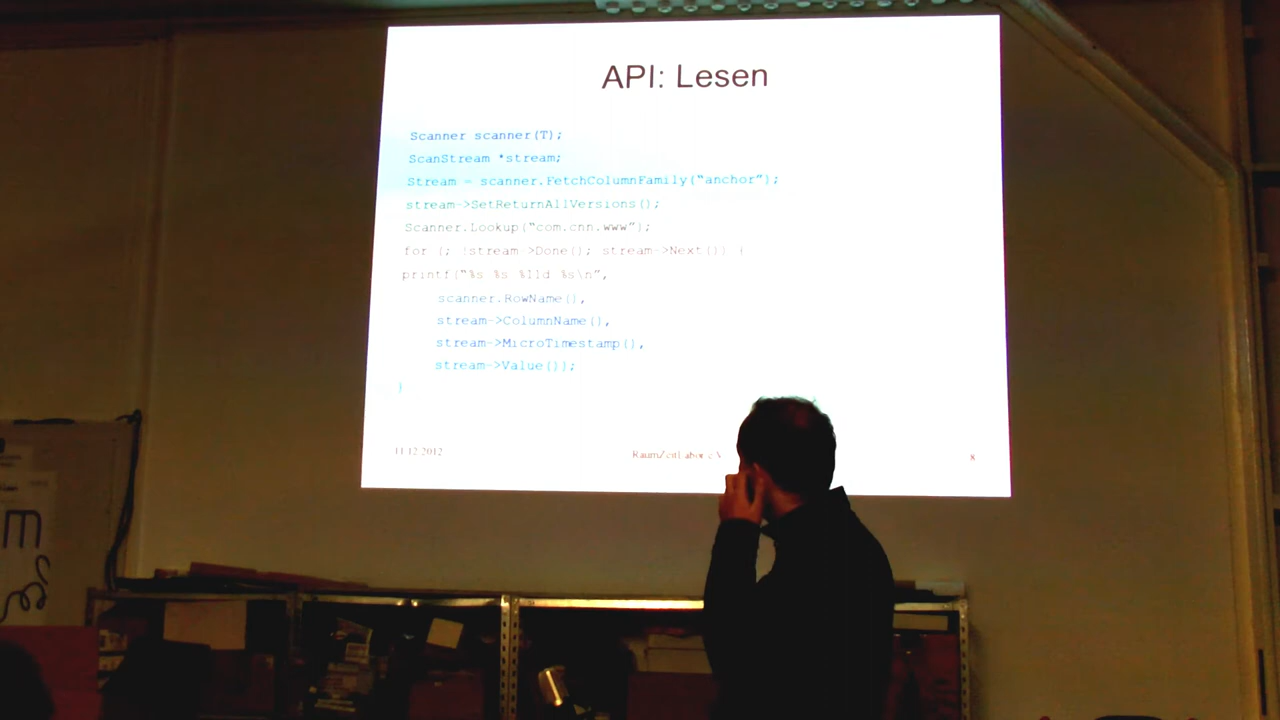 API: Lesen
Scanner scanner(T);
ScanStream *stream;
Stream = scanner.FetchColumnFamily(“anchor”);
stream->SetReturnAllVersions();
Scanner.Lookup(“com.cnn.www”);
for (; !stream->Done(); stream->Next()) {
printf(“%s %s %lld %s\n”,
scanner.RowName(),
stream->ColumnName(),
stream->MicroTimestamp(),
stream->Value());
}
11.12.2012
RaumZeitLabor e.V.
8